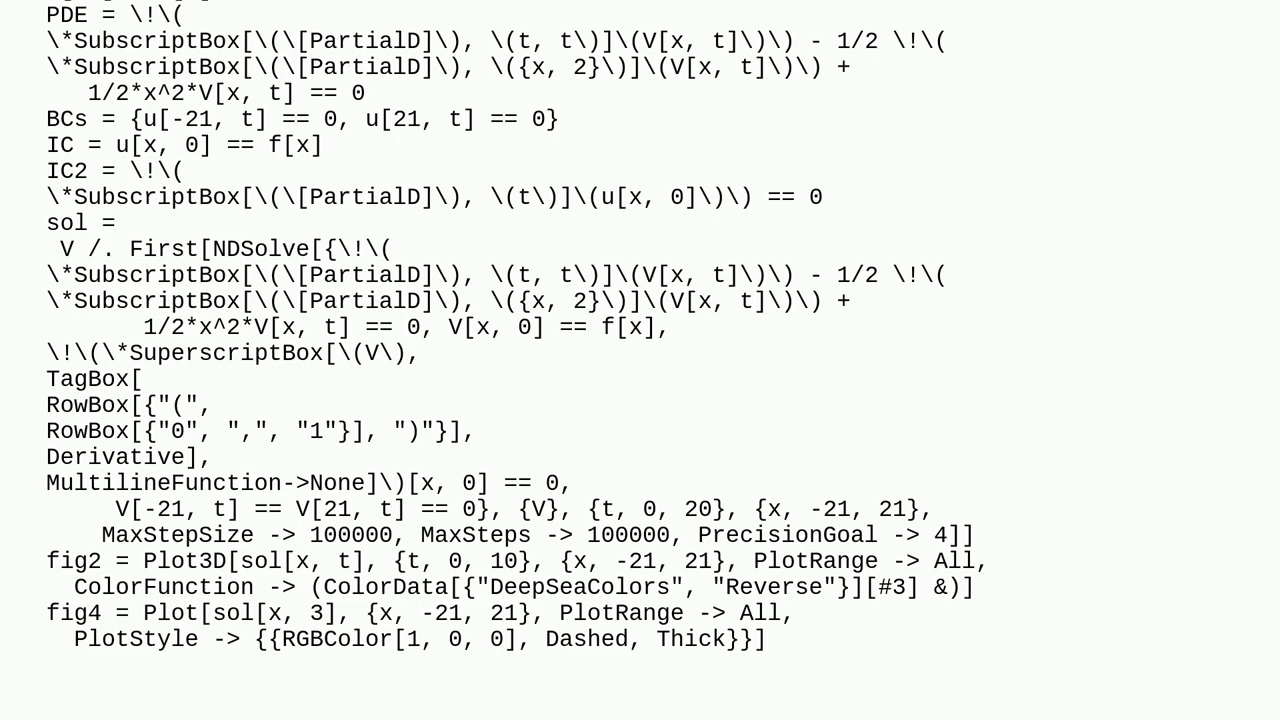 PDE = \!\(
\*SubscriptBox[\(\[PartialD]\), \(t, t\)]\(V[x, t]\)\) - 1/2 \!\(
\*SubscriptBox[\(\[PartialD]\), \({x, 2}\)]\(V[x, t]\)\) +
   1/2*x^2*V[x, t] == 0
BCs = {u[-21, t] == 0, u[21, t] == 0}
IC = u[x, 0] == f[x]
IC2 = \!\(
\*SubscriptBox[\(\[PartialD]\), \(t\)]\(u[x, 0]\)\) == 0
sol =
 V /. First[NDSolve[{\!\(
\*SubscriptBox[\(\[PartialD]\), \(t, t\)]\(V[x, t]\)\) - 1/2 \!\(
\*SubscriptBox[\(\[PartialD]\), \({x, 2}\)]\(V[x, t]\)\) +
       1/2*x^2*V[x, t] == 0, V[x, 0] == f[x],
\!\(\*SuperscriptBox[\(V\),
TagBox[
RowBox[{"(",
RowBox[{"0", ",", "1"}], ")"}],
Derivative],
MultilineFunction->None]\)[x, 0] == 0,
     V[-21, t] == V[21, t] == 0}, {V}, {t, 0, 20}, {x, -21, 21},
    MaxStepSize -> 100000, MaxSteps -> 100000, PrecisionGoal -> 4]]
fig2 = Plot3D[sol[x, t], {t, 0, 10}, {x, -21, 21}, PlotRange -> All,
  ColorFunction -> (ColorData[{"DeepSeaColors", "Reverse"}][#3] &)]
fig4 = Plot[sol[x, 3], {x, -21, 21}, PlotRange -> All,
  PlotStyle -> {{RGBColor[1, 0, 0], Dashed, Thick}}]